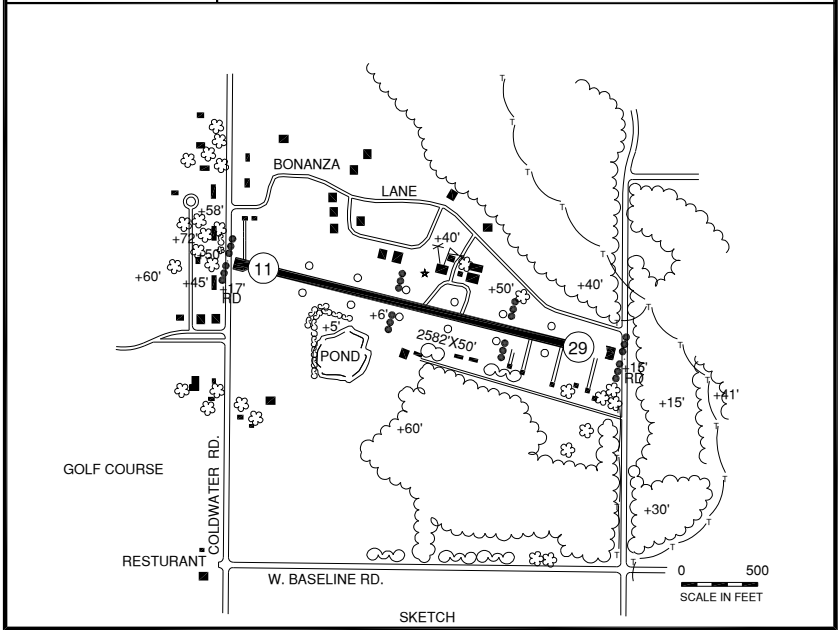 BONANZA
LANE
+58'
+72'
+50'
+60'
+45'
+17'
RD
11
+40'
+40'
+50'
+6'
+5'
2582'X50'
29
POND
+15'
RD
+41'
+15'
+60'
+30'
GOLF COURSE
COLDWATER RD.
RESTURANT
W. BASELINE RD.
0 500
SCALE IN FEET
SKETCH
T
T
T
T
T
T
T
T
T
T
T
T
T
T